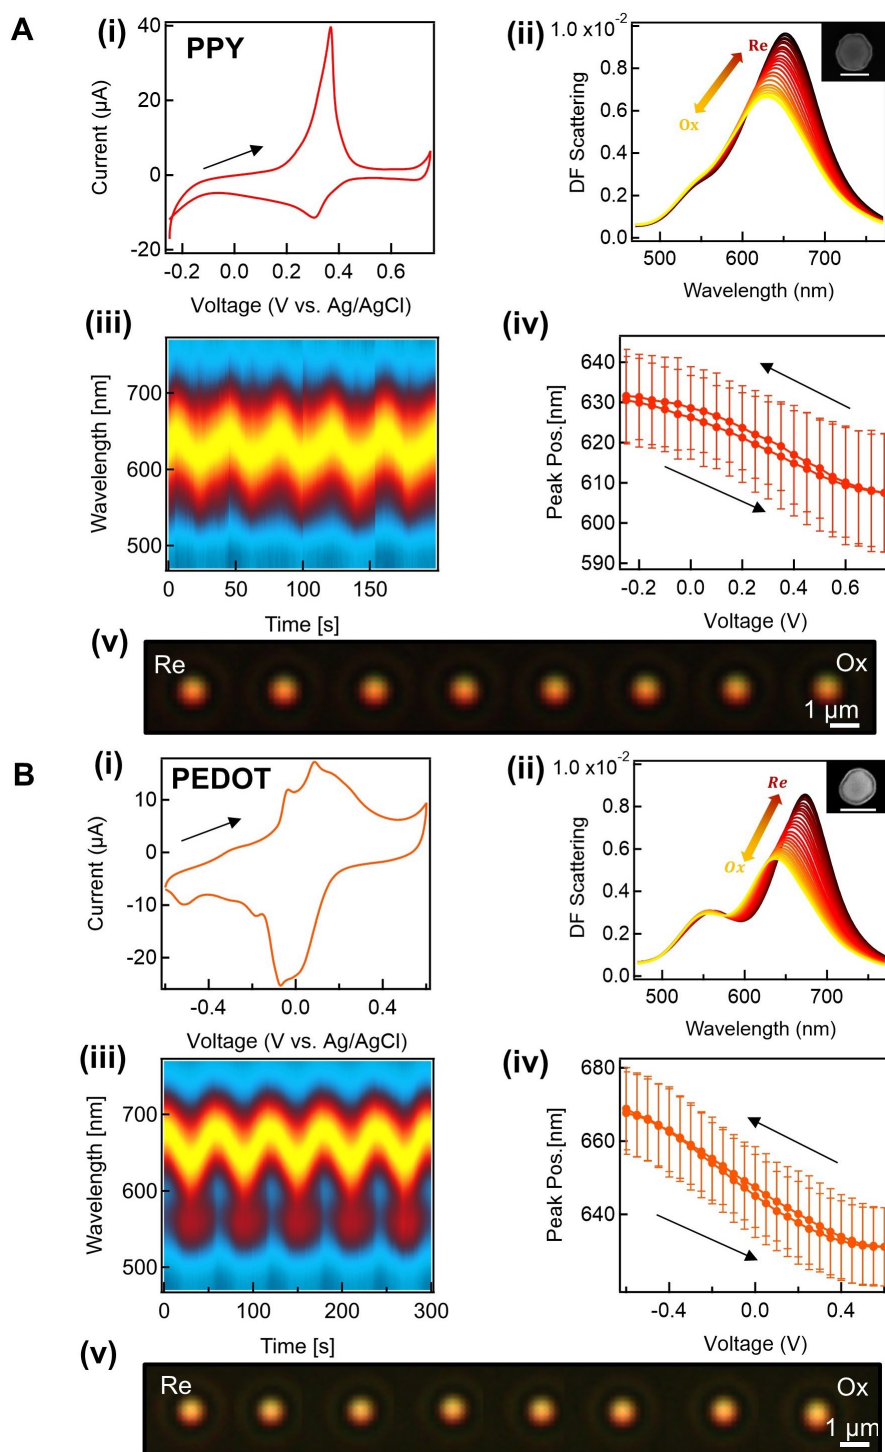 A
(i)
PPY
40
20
0
-20
Current (µA)
-0.2
0.0
0.2
0.4
0.6
Voltage (V vs. Ag/AgCl)
(ii)
1.0 x10-2
0.8
0.6
0.4
0.2
0.0
DF Scattering
Re
Ox
500
600
700
Wavelength (nm)
(iii)
700
600
500
Wavelength [nm]
0
50
100
150
Time [s]
(iv)
640
630
620
610
600
590
Peak Pos.[nm]
-0.2
0.0
0.2
0.4
0.6
Voltage (V)
(v)
Re
Ox
1 µm
B
(i)
PEDOT
10
0
-10
-20
Current (µA)
-0.4
0.0
0.4
Voltage (V vs. Ag/AgCl)
(ii)
1.0 x10-2
0.8
0.6
0.4
0.2
0.0
DF Scattering
Re
Ox
500
600
700
Wavelength (nm)
(iii)
700
600
500
Wavelength [nm]
0
100
200
300
Time [s]
(iv)
680
660
640
Peak Pos.[nm]
-0.4
0.0
0.4
Voltage (V)
(v)
Re
Ox
1 µm